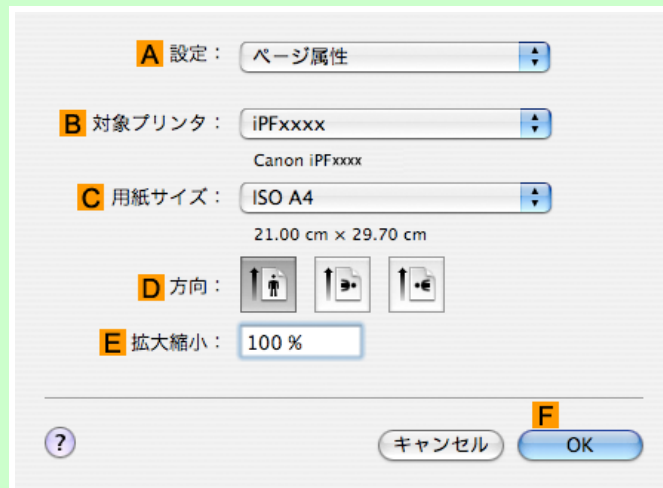 A 設定： ページ属性
B 対象プリンタ： iPFxxxx
Canon iPFxxxx
C 用紙サイズ： ISO A4
21.00 cm × 29.70 cm
D 方向：
E 拡大縮小： 100 %
F
? キャンセル OK